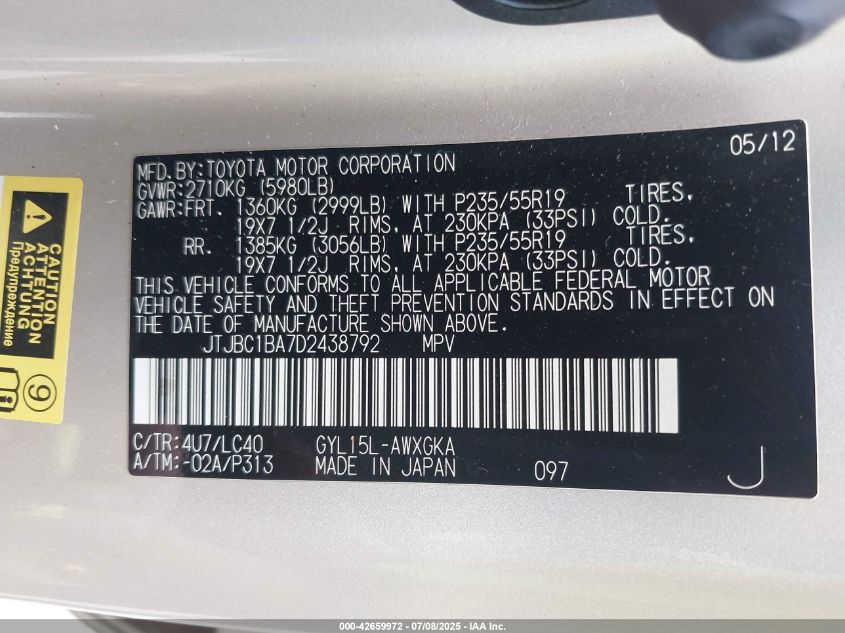 05/12
MFD.BY:TOYOTA MOTOR CORPORATION
GVWR:2710KG (5980LB)
GAWR:FRT. 1360KG (2999LB) WITH P235/55R19 TIRES,
19X7 1/2J RIMS, AT 230KPA (33PSI) COLD.
RR. 1385KG (3056LB) WITH P235/55R19 TIRES,
19X7 1/2J RIMS, AT 230KPA (33PSI) COLD.
THIS VEHICLE CONFORMS TO ALL APPLICABLE FEDERAL MOTOR
VEHICLE SAFETY AND THEFT PREVENTION STANDARDS IN EFFECT ON
THE DATE OF MANUFACTURE SHOWN ABOVE.
JTJBC1BA7D2438792 MPV
C/TR:4U7/LC40 GYL15L-AWXGKA
A/TM:-02A/P313 MADE IN JAPAN 097 J
CAUTION
ATTENTION
ACHTUNG
Предупреждение
9
000-42659972 - 07/08/2025 - IAA Inc.